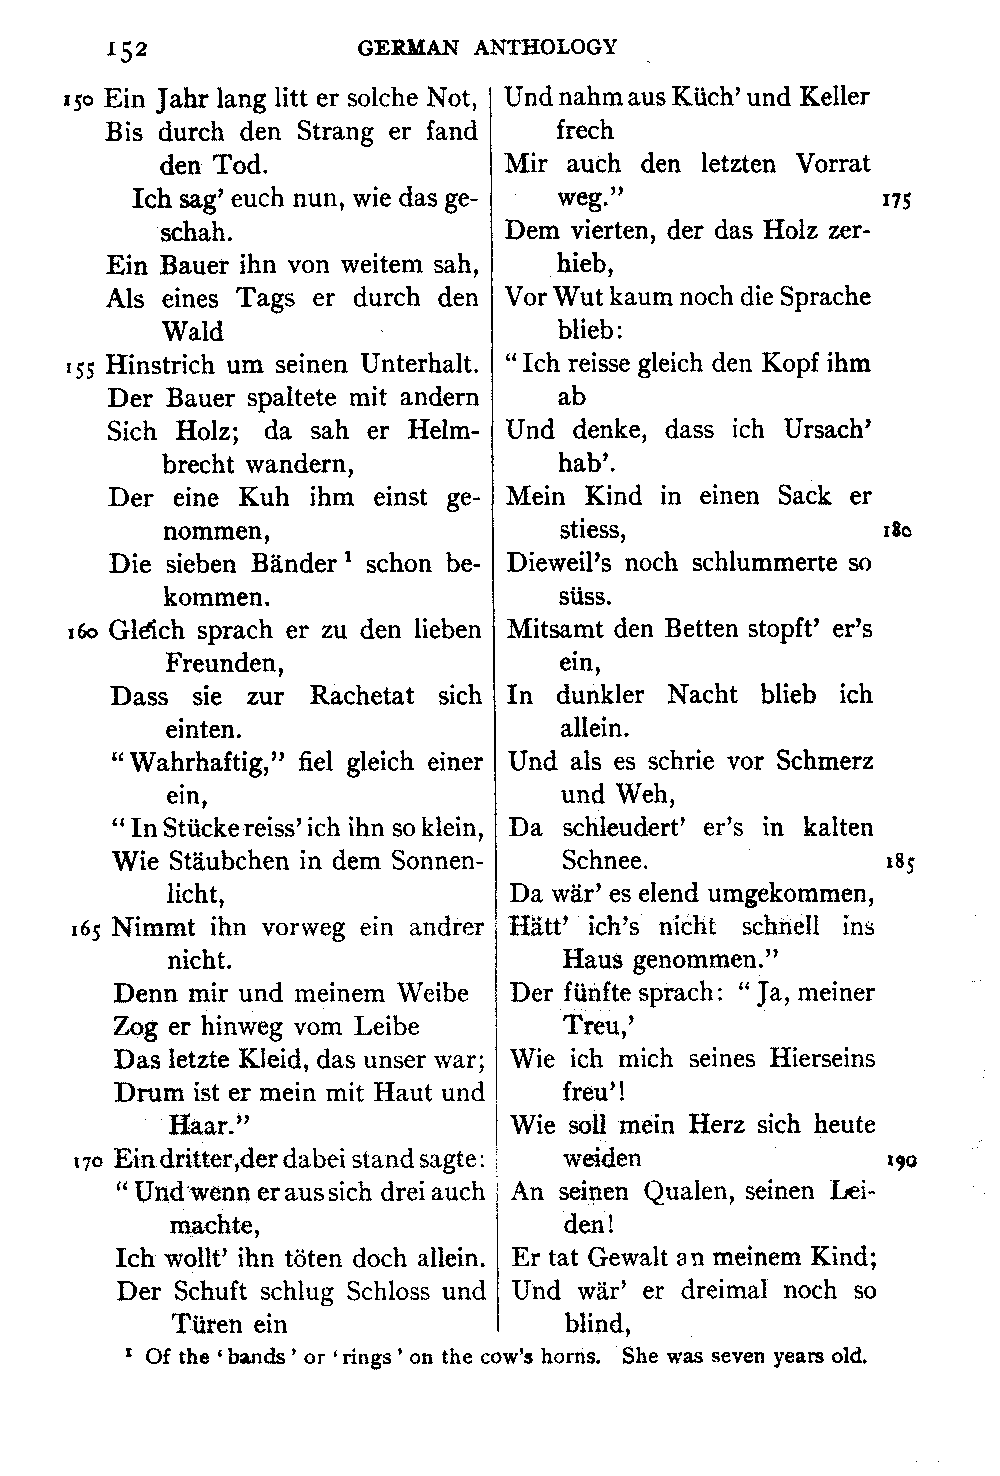 152 GERMAN ANTHOLOGY
150 Ein Jahr lang litt er solche Not,
Bis durch den Strang er fand
den Tod.
Ich sag' euch nun, wie das ge-
schah.
Ein Bauer ihn von weitem sah,
Als eines Tags er durch den
Wald
155 Hinstrich um seinen Unterhalt.
Der Bauer spaltete mit andern
Sich Holz; da sah er Helm-
brecht wandern,
Der eine Kuh ihm einst ge-
nommen,
Die sieben Bänder¹ schon be-
kommen.
160 Gleich sprach er zu den lieben
Freunden,
Dass sie zur Rachetat sich
einten.
“Wahrhaftig,” fiel gleich einer
ein,
“In Stücke reiss' ich ihn so klein,
Wie Stäubchen in dem Sonnen-
licht,
165 Nimmt ihn vorweg ein andrer
nicht.
Denn mir und meinem Weibe
Zog er hinweg vom Leibe
Das letzte Kleid, das unser war;
Drum ist er mein mit Haut und
Haar.”
170 Ein dritter, der dabei stand sagte:
“Und wenn er aus sich drei auch
machte,
Ich wollt' ihn töten doch allein.
Der Schuft schlug Schloss und
Türen ein
Und nahm aus Küch' und Keller
frech
Mir auch den letzten Vorrat
weg.” 175
Dem vierten, der das Holz zer-
hieb,
Vor Wut kaum noch die Sprache
blieb:
“Ich reisse gleich den Kopf ihm
ab
Und denke, dass ich Ursach'
hab'.
Mein Kind in einen Sack er
stiess, 180
Dieweil's noch schlummerte so
süss.
Mitsamt den Betten stopft' er's
ein,
In dunkler Nacht blieb ich
allein.
Und als es schrie vor Schmerz
und Weh,
Da schleudert' er's in kalten
Schnee. 185
Da wär' es elend umgekommen,
Hätt' ich's nicht schnell ins
Haus genommen.”
Der fünfte sprach: “Ja, meiner
Treu,'
Wie ich mich seines Hierseins
freu'!
Wie soll mein Herz sich heute
weiden 190
An seinen Qualen, seinen Lei-
den!
Er tat Gewalt an meinem Kind;
Und wär' er dreimal noch so
blind,
¹ Of the ‘bands’ or ‘rings’ on the cow's horns. She was seven years old.